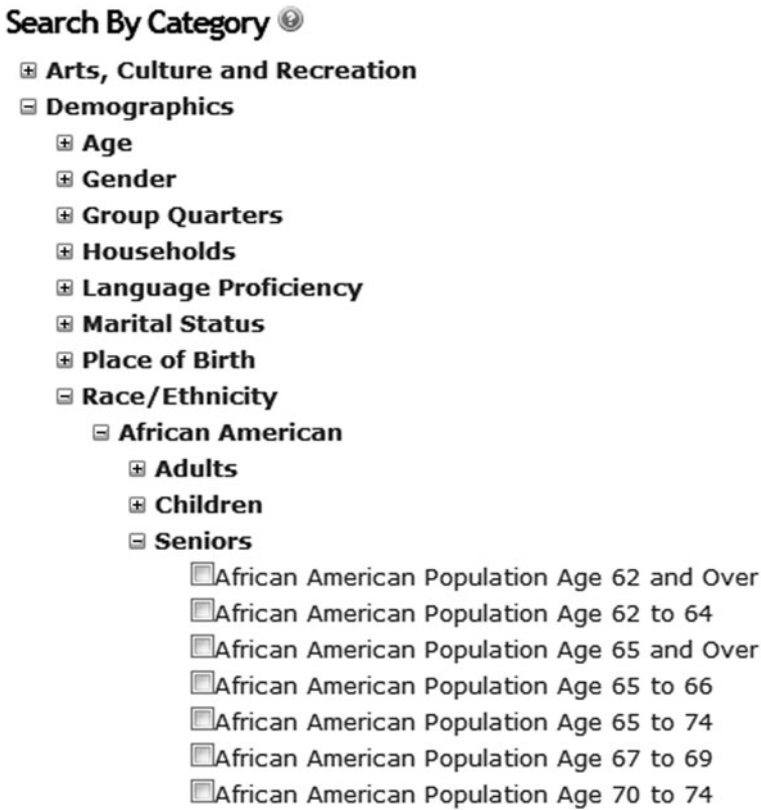 Search By Category ?
Arts, Culture and Recreation
Demographics
Age
Gender
Group Quarters
Households
Language Proficiency
Marital Status
Place of Birth
Race/Ethnicity
African American
Adults
Children
Seniors
African American Population Age 62 and Over
African American Population Age 62 to 64
African American Population Age 65 and Over
African American Population Age 65 to 66
African American Population Age 65 to 74
African American Population Age 67 to 69
African American Population Age 70 to 74